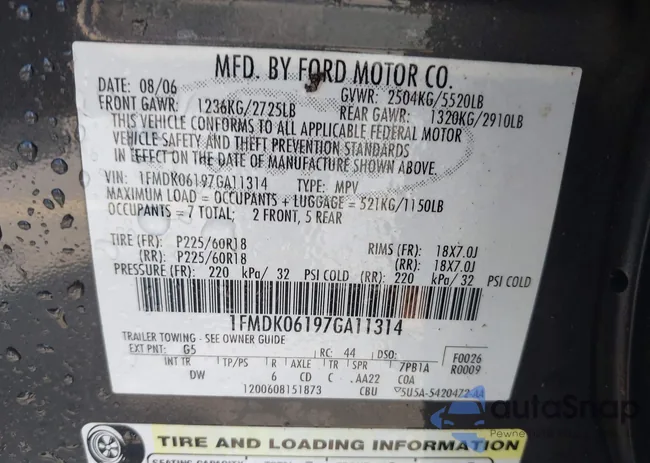 MFD. BY FORD MOTOR CO.
DATE: 08/06 GVWR: 2504KG/5520LB
FRONT GAWR: 1236KG/2725LB REAR GAWR: 1320KG/2910LB
THIS VEHICLE CONFORMS TO ALL APPLICABLE FEDERAL MOTOR
VEHICLE SAFETY AND THEFT PREVENTION STANDARDS
IN EFFECT ON THE DATE OF MANUFACTURE SHOWN ABOVE.
VIN: 1FMDK06197GA11314 TYPE: MPV
MAXIMUM LOAD = OCCUPANTS + LUGGAGE = 521KG/1150LB
OCCUPANTS = 7 TOTAL; 2 FRONT, 5 REAR
TIRE (FR): P225/60R18 RIMS (FR): 18X7.0J
(RR): P225/60R18 (RR): 18X7.0J
PRESSURE (FR): 220 kPa/ 32 PSI COLD (RR): 220 kPa/ 32 PSI COLD
1FMDK06197GA11314
TRAILER TOWING - SEE OWNER GUIDE
EXT PNT: G5 RC: 44 DSO: F0026
INT TR TP/PS R AXLE TR SPR 7PB1A R0009
DW 6 CD C .. AA22 COA
1200608151873 CBU
TIRE AND LOADING INFORMATION
autoSnap